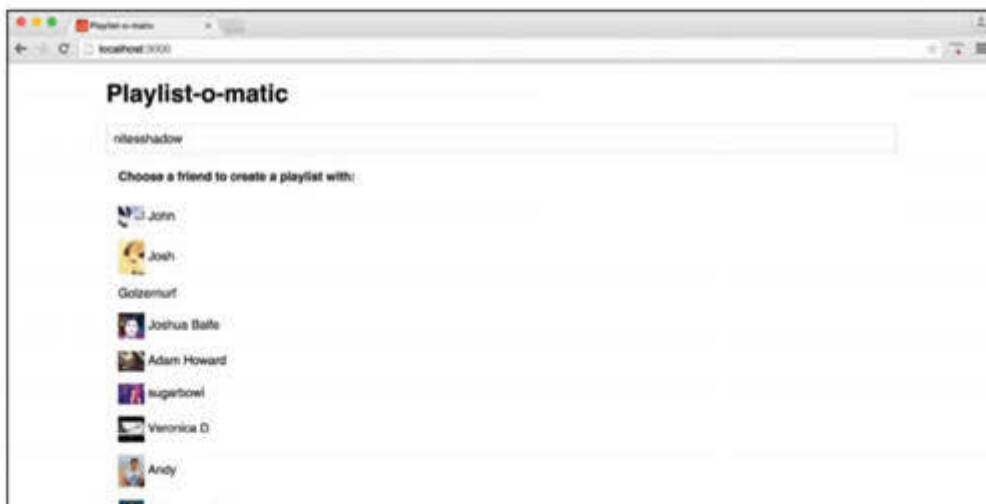 Playlist-o-matic
localhost:3000
Playlist-o-matic
nitesshadow
Choose a friend to create a playlist with:
John
Josh
Golzernurf
Joshua Balfe
Adam Howard
sugarbowl
Veronica D
Andy